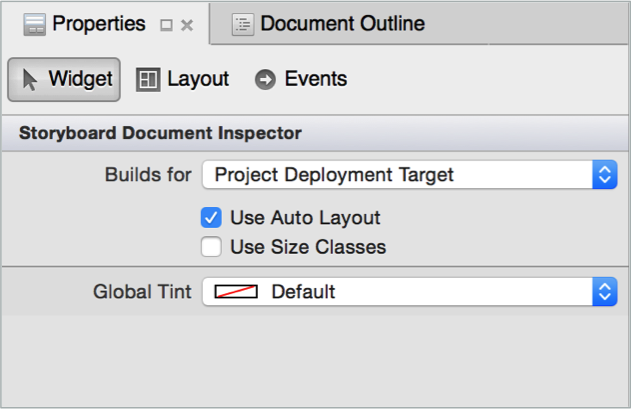 Properties
Document Outline
Widget
Layout
Events
Storyboard Document Inspector
Builds for
Project Deployment Target
Use Auto Layout
Use Size Classes
Global Tint
Default